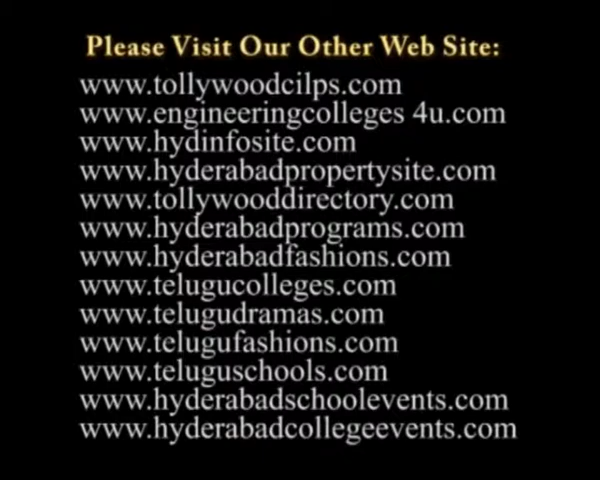 Please Visit Our Other Web Site:
www.tollywoodcilps.com
www.engineeringcolleges 4u.com
www.hydinfosite.com
www.hyderabadpropertysite.com
www.tollywooddirectory.com
www.hyderabadprograms.com
www.hyderabadfashions.com
www.telugucolleges.com
www.telugudramas.com
www.telugufashions.com
www.teluguschools.com
www.hyderabadschoolevents.com
www.hyderabadcollegeevents.com